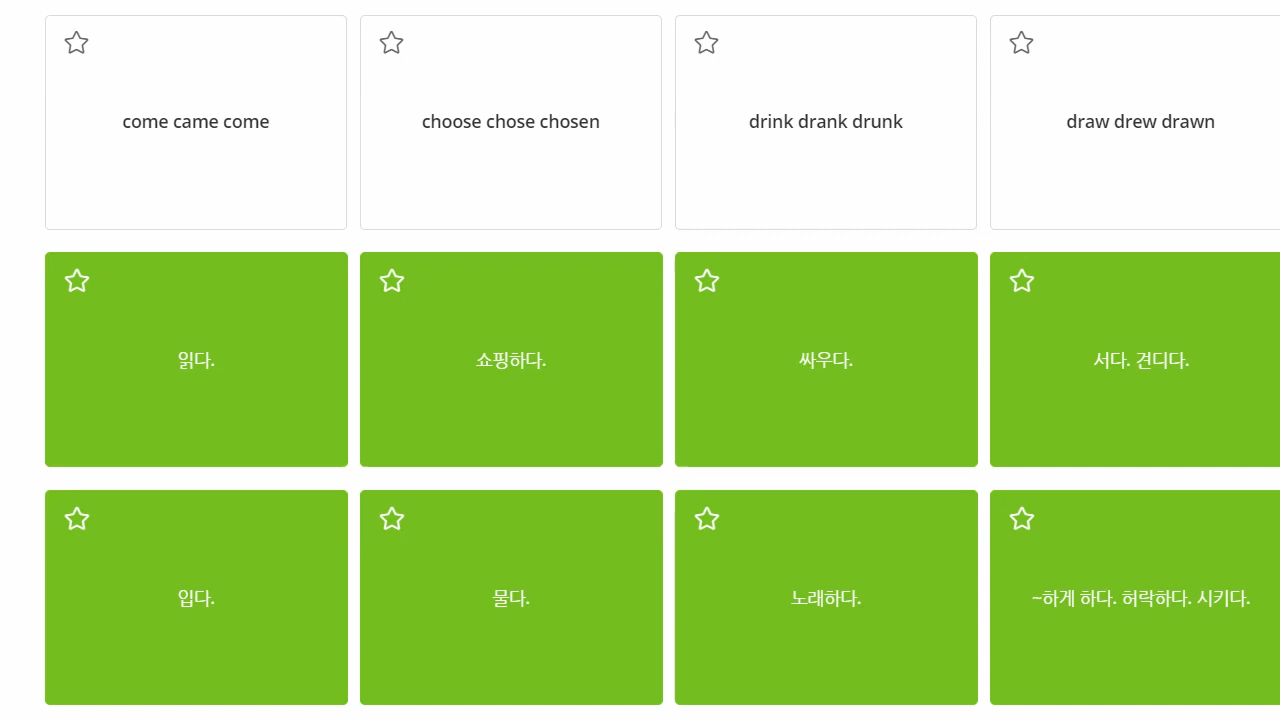 come came come
choose chose chosen
drink drank drunk
draw drew drawn
읽다.
쇼핑하다.
싸우다.
서다. 견디다.
입다.
물다.
노래하다.
~하게 하다. 허락하다. 시키다.